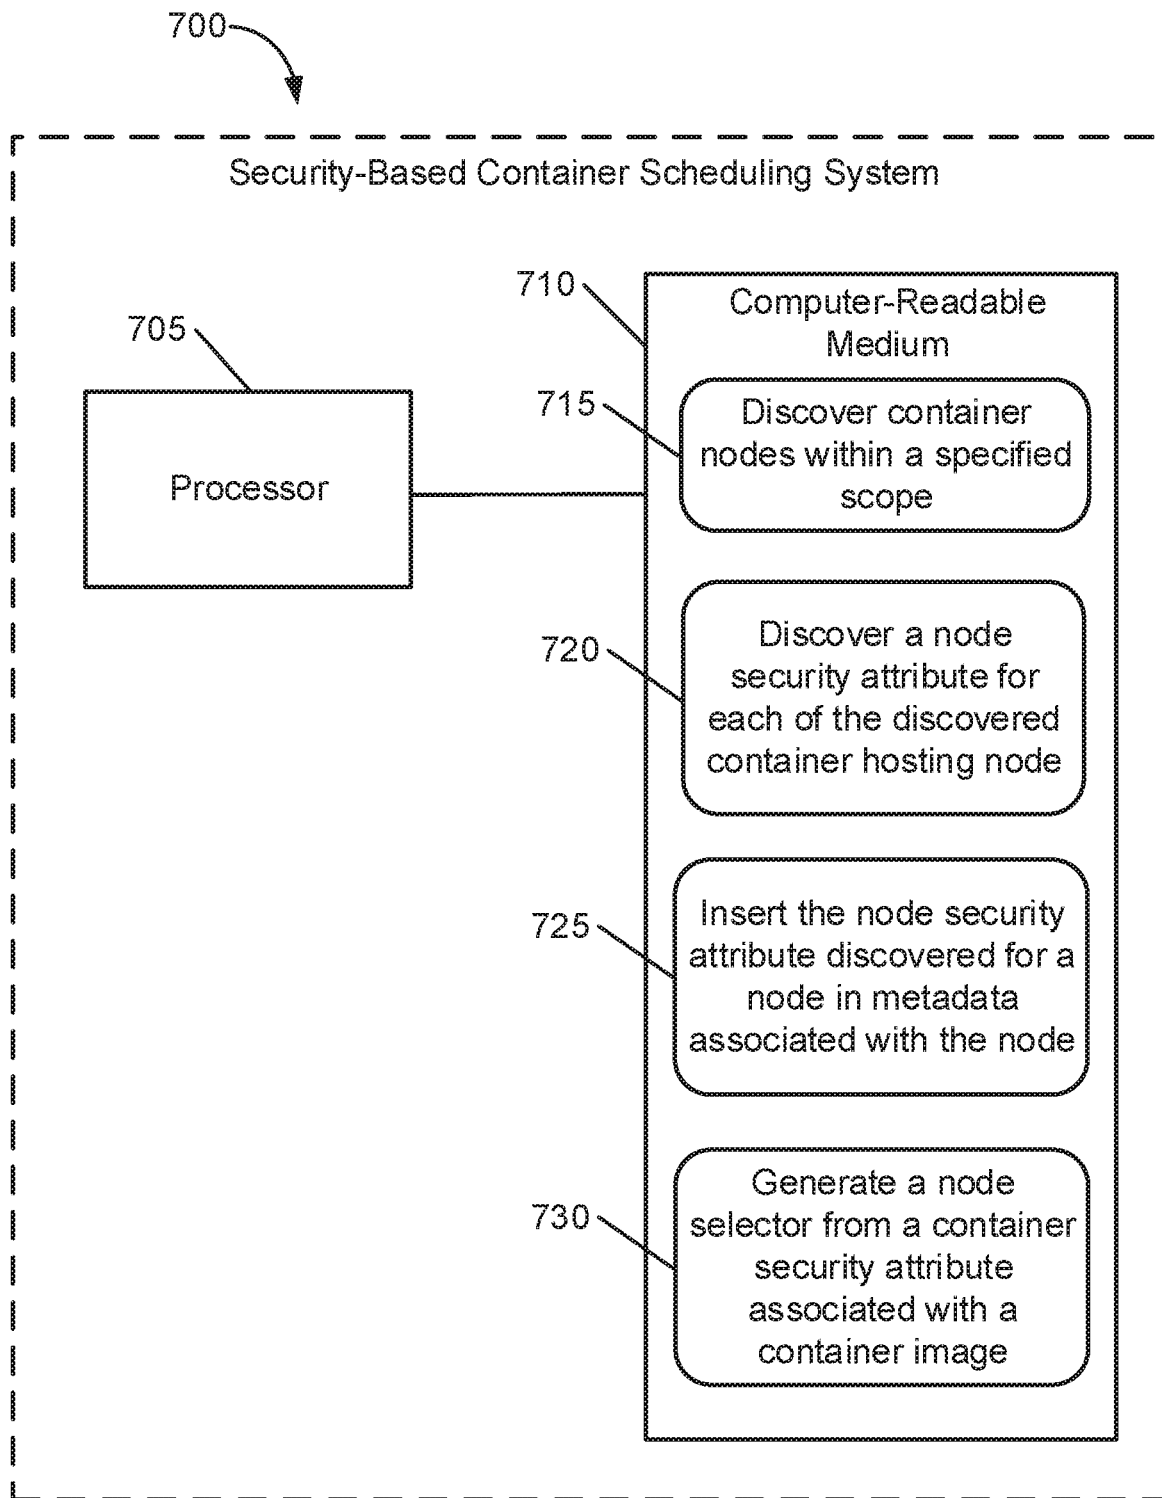 700
Security-Based Container Scheduling System
710
Computer-Readable
Medium
705
Processor
715
Discover container
nodes within a specified
scope
720
Discover a node
security attribute for
each of the discovered
container hosting node
725
Insert the node security
attribute discovered for a
node in metadata
associated with the node
730
Generate a node
selector from a container
security attribute
associated with a
container image